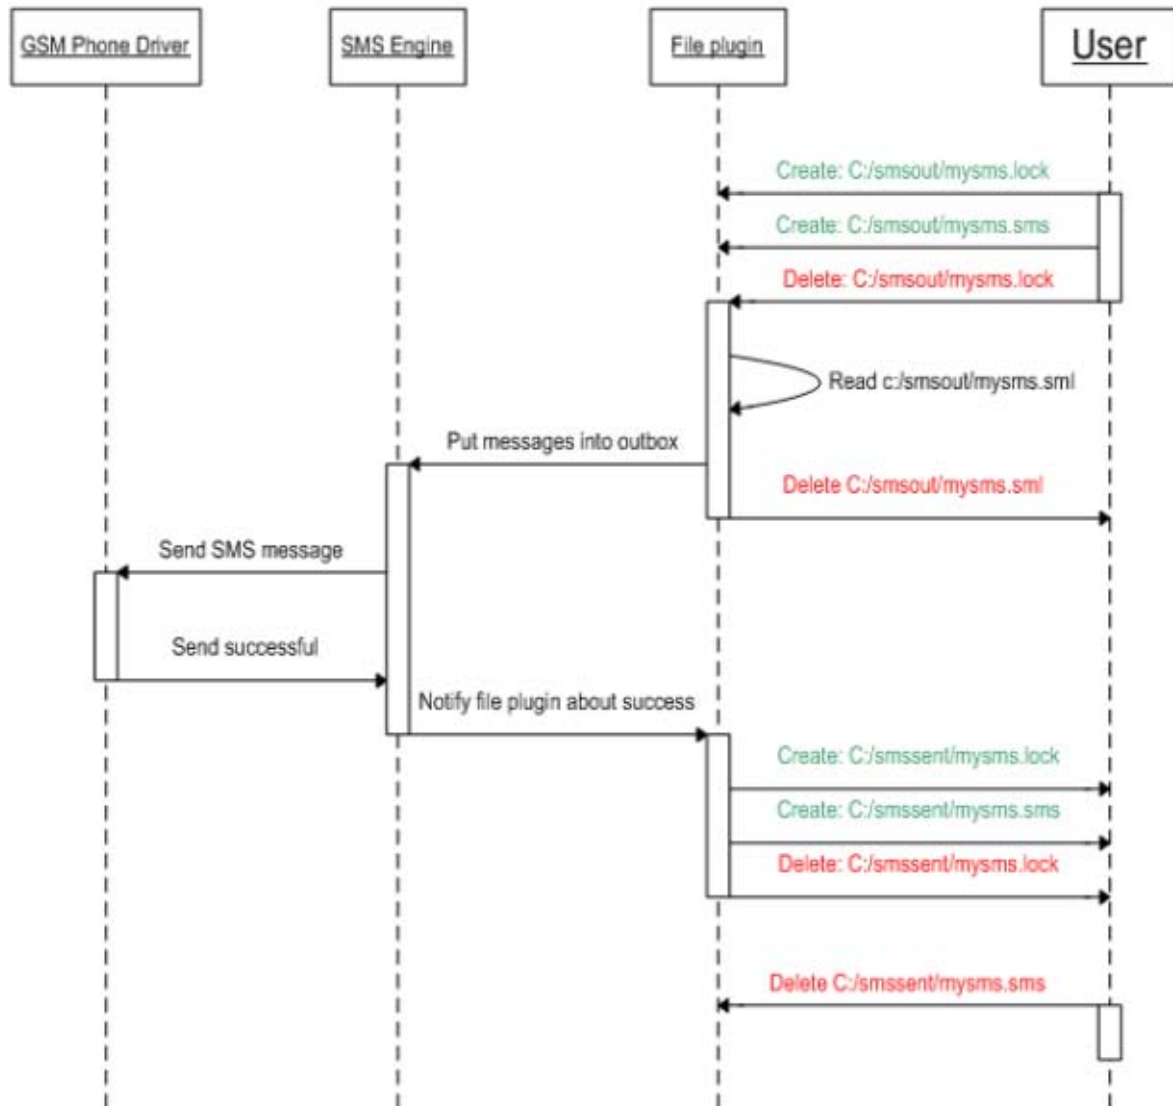 GSM Phone Driver
SMS Engine
File plugin
User
Create: C:/smsout/mysms.lock
Create: C:/smsout/mysms.sms
Delete: C:/smsout/mysms.lock
Read c:/smsout/mysms.sml
Put messages into outbox
Delete C:/smsout/mysms.sml
Send SMS message
Send successful
Notify file plugin about success
Create: C:/smssent/mysms.lock
Create: C:/smssent/mysms.sms
Delete: C:/smssent/mysms.lock
Delete C:/smssent/mysms.sms